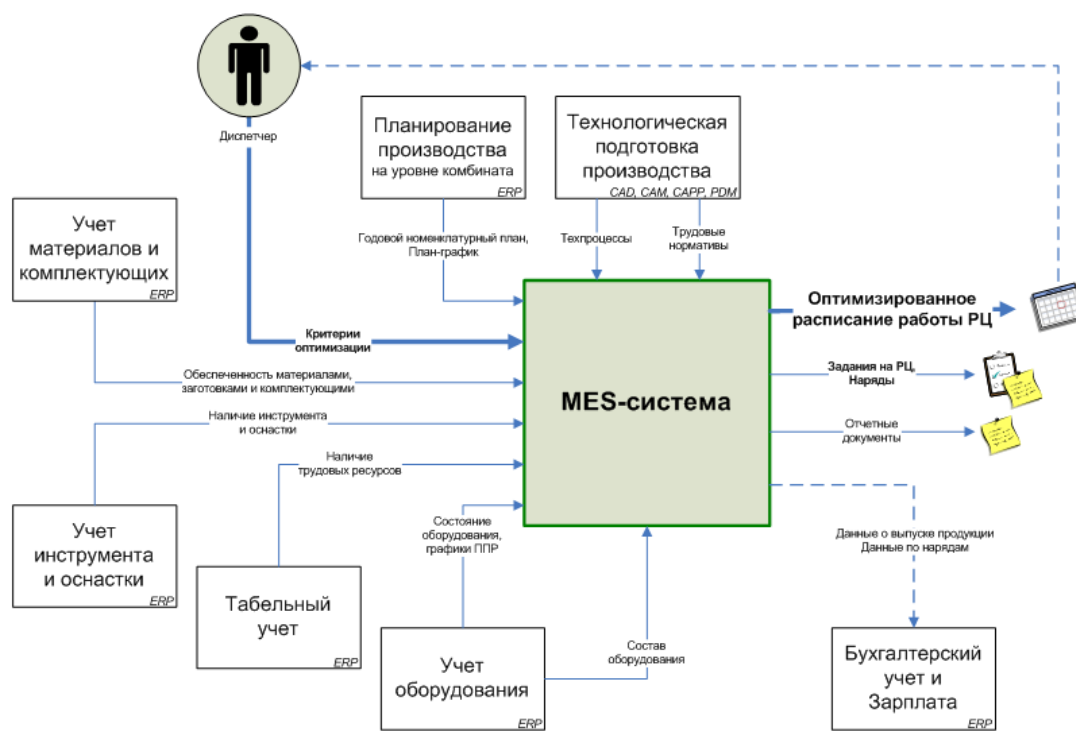 Диспетчер
Планирование
производства
на уровне комбината
ERP
Технологическая
подготовка
производства
CAD, CAM, CAPP, PDM
Учет
материалов и
комплектующих
ERP
Годовой номенклатурный план,
План-график
Техпроцессы
Трудовые
нормативы
Оптимизированное
расписание работы РЦ
Критерии
оптимизации
Обеспеченность материалами,
заготовками и комплектующими
Задания на РЦ,
Наряды
MES-система
Наличие инструмента
и оснастки
Отчетные
документы
Наличие
трудовых ресурсов
Учет
инструмента
и оснастки
ERP
Состояние
оборудования,
графики ППР
Данные о выпуске продукции
Данные по нарядам
Табельный
учет
ERP
Учет
оборудования
ERP
Состав
оборудования
Бухгалтерский
учет и
Зарплата
ERP